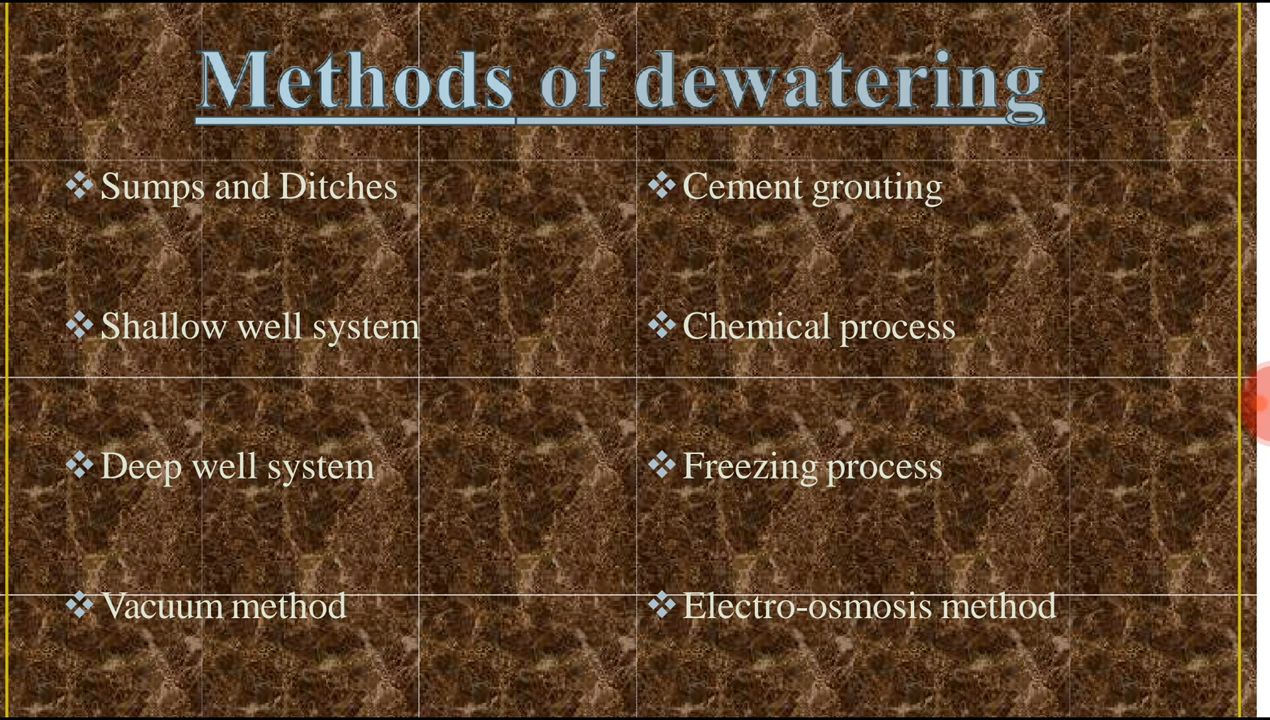 Methods of dewatering
Sumps and Ditches
Shallow well system
Deep well system
Vacuum method
Cement grouting
Chemical process
Freezing process
Electro-osmosis method